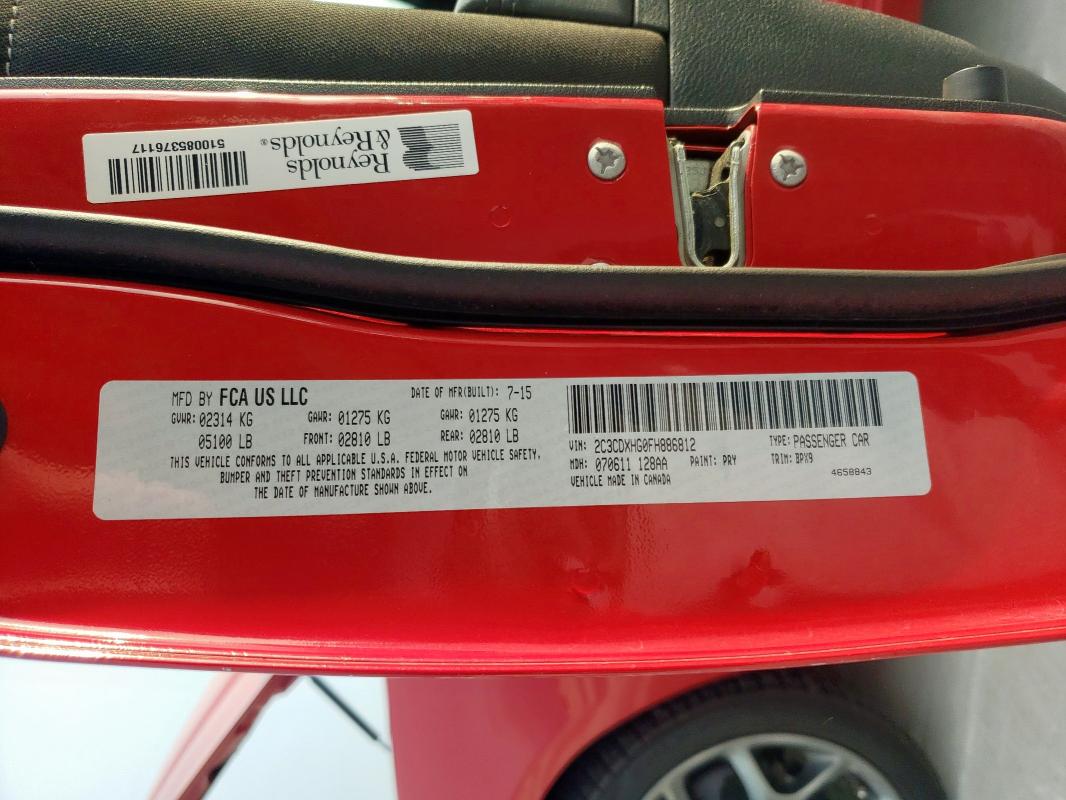 Reynolds
& Reynolds®
510085376117
MFD BY FCA US LLC
DATE OF MFR(BUILT): 7-15
GVWR: 02314 KG GAWR: 01275 KG GAWR: 01275 KG
05100 LB FRONT: 02810 LB REAR: 02810 LB
THIS VEHICLE CONFORMS TO ALL APPLICABLE U.S.A. FEDERAL MOTOR VEHICLE SAFETY,
BUMPER AND THEFT PREVENTION STANDARDS IN EFFECT ON
THE DATE OF MANUFACTURE SHOWN ABOVE.
VIN: 2C3CDXHG0FH886812 TYPE: PASSENGER CAR
MDH: 070611 128AA PAINT: PRY TRIM: BPX9
VEHICLE MADE IN CANADA 4658843